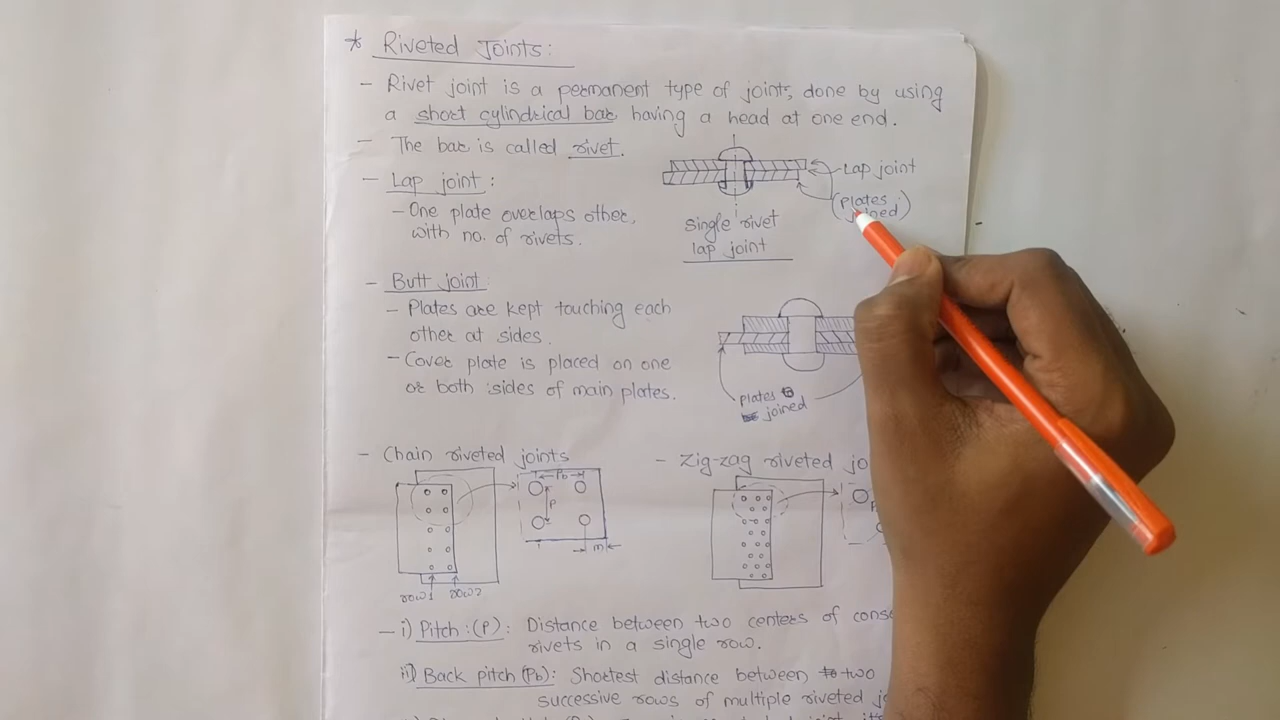 * Riveted Joints:
- Rivet joint is a permanent type of joints, done by using
a short cylindrical bar having a head at one end.
- The bar is called rivet.
Lap joint
(Plates
joined)
Single rivet
lap joint
- Lap joint:
- One plate overlaps other,
with no. of rivets.
- Butt joint:
- Plates are kept touching each
other at sides.
- Cover plate is placed on one
or both sides of main plates.
plates
joined
- Chain riveted joints
Pb
P
m
row1 row2
- Zig-zag riveted jo
P
- i) Pitch:(P): Distance between two centers of cons
rivets in a single row.
ii) Back pitch (Pb): Shortest distance between two
successive rows of multiple riveted jo